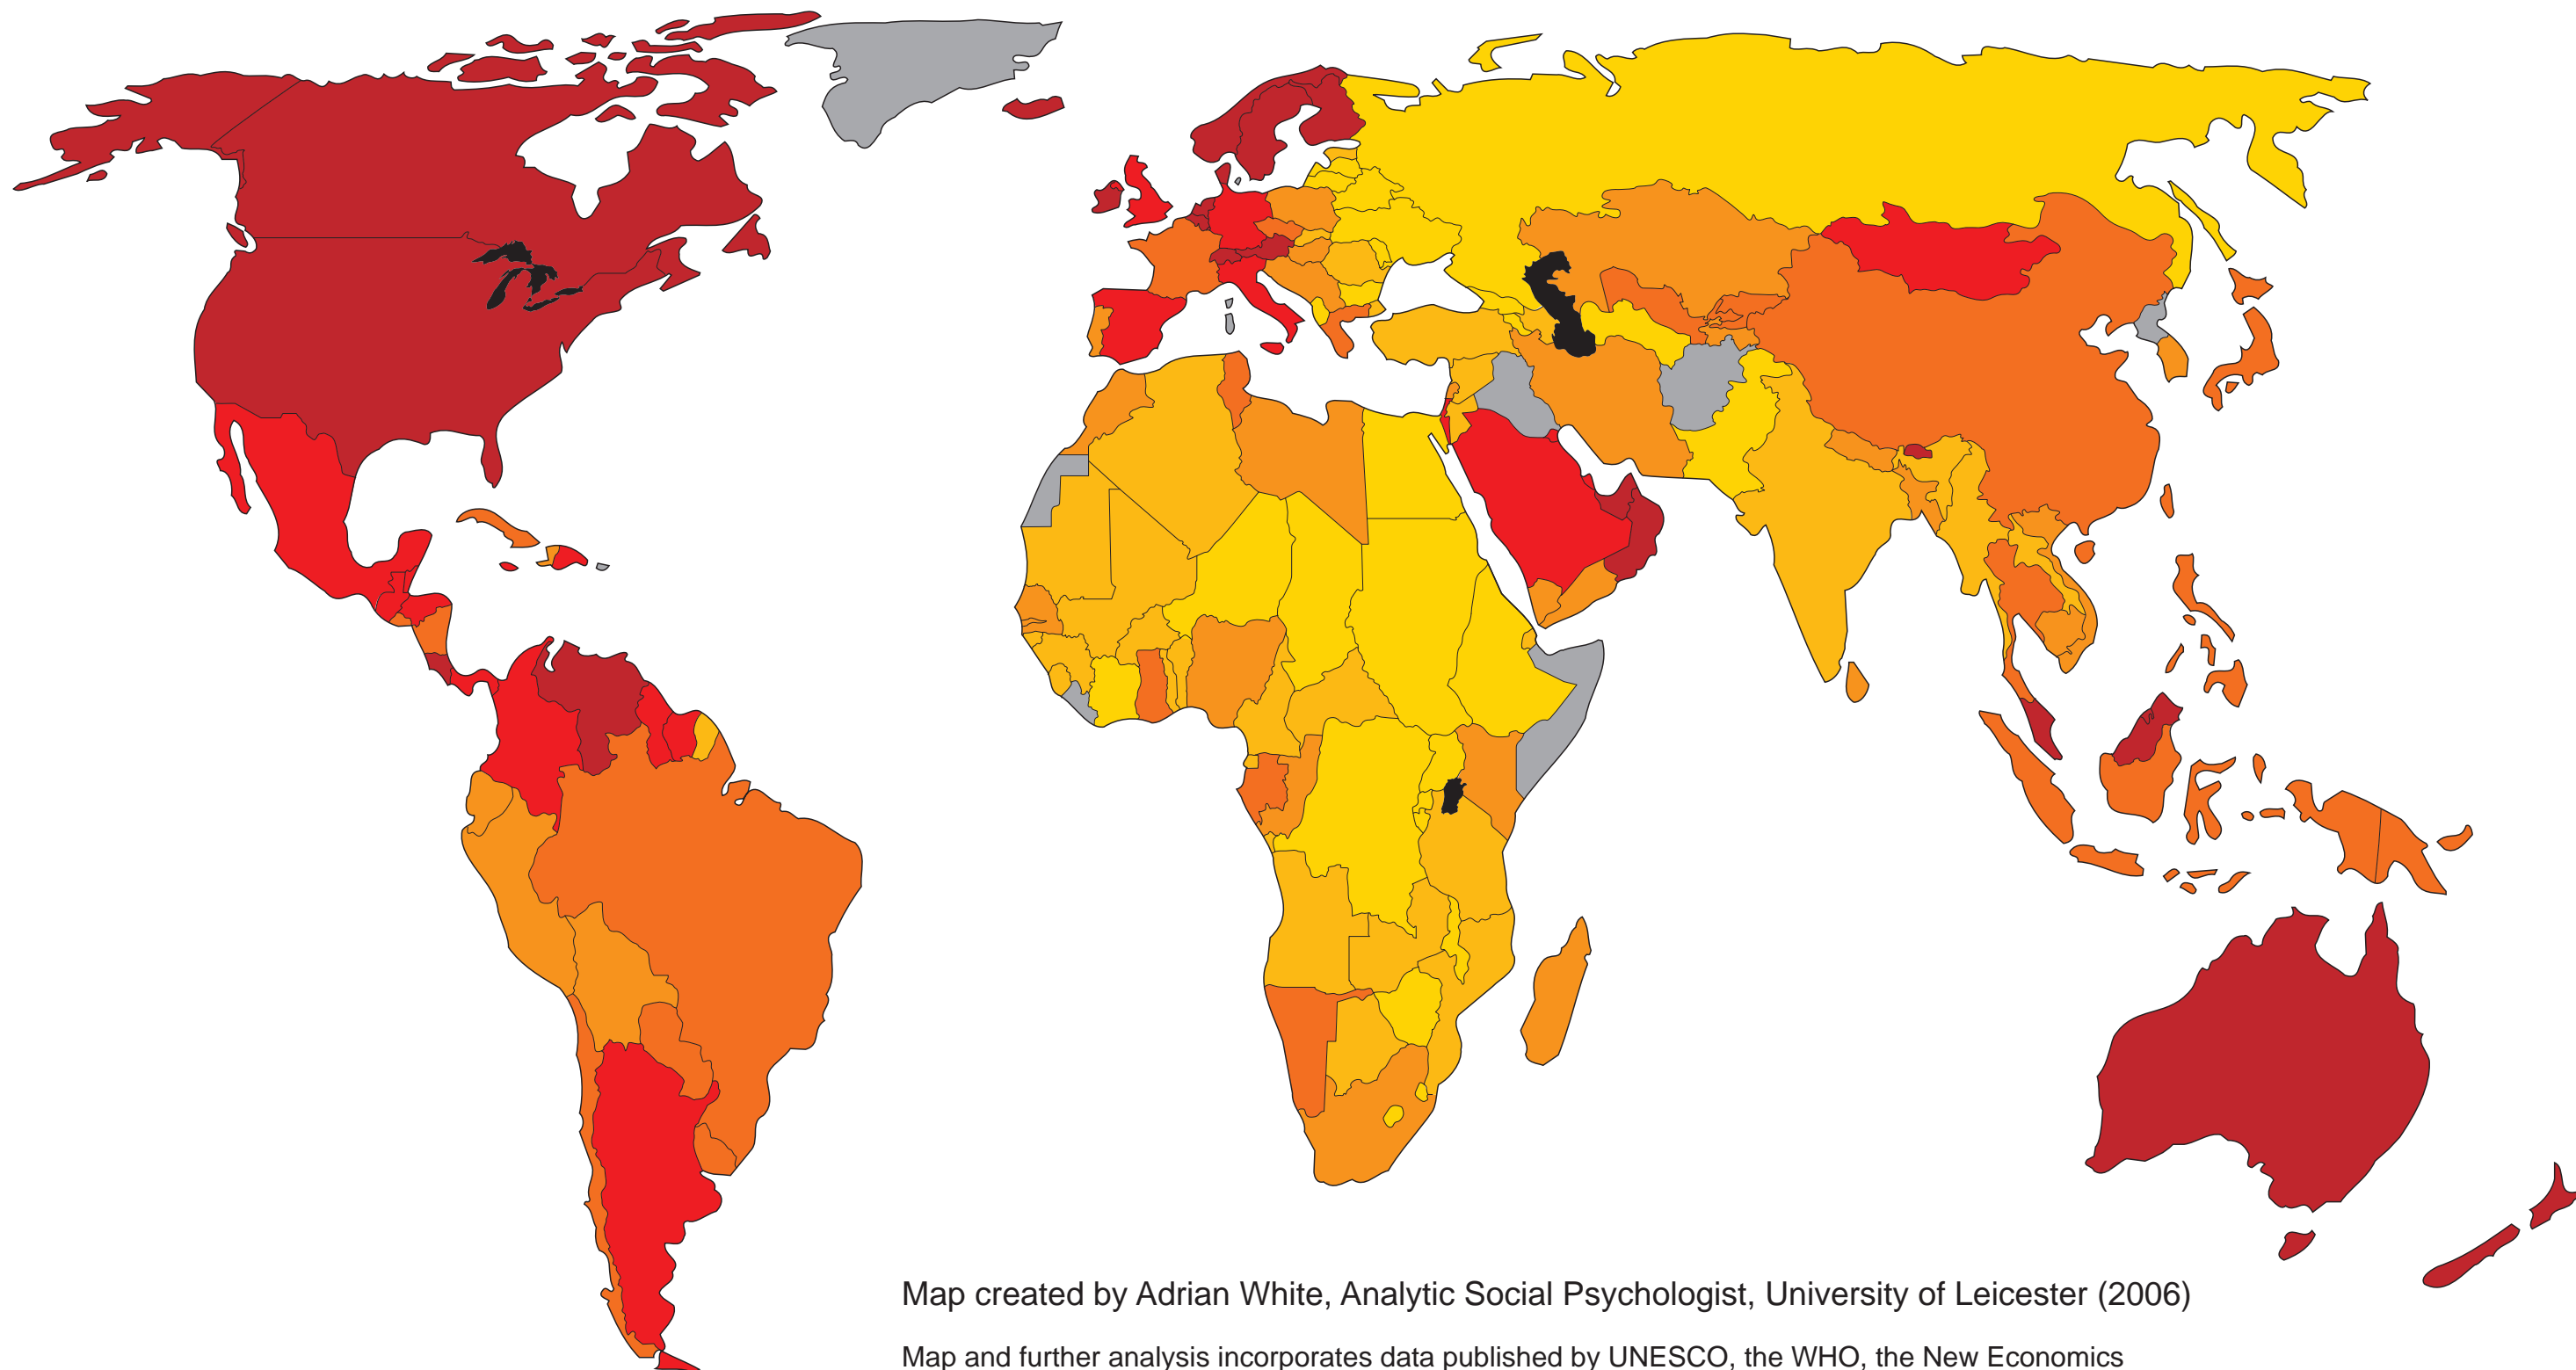 Map created by Adrian White, Analytic Social Psychologist, University of Leicester (2006)
Map and further analysis incorporates data published by UNESCO, the WHO, the New Economics